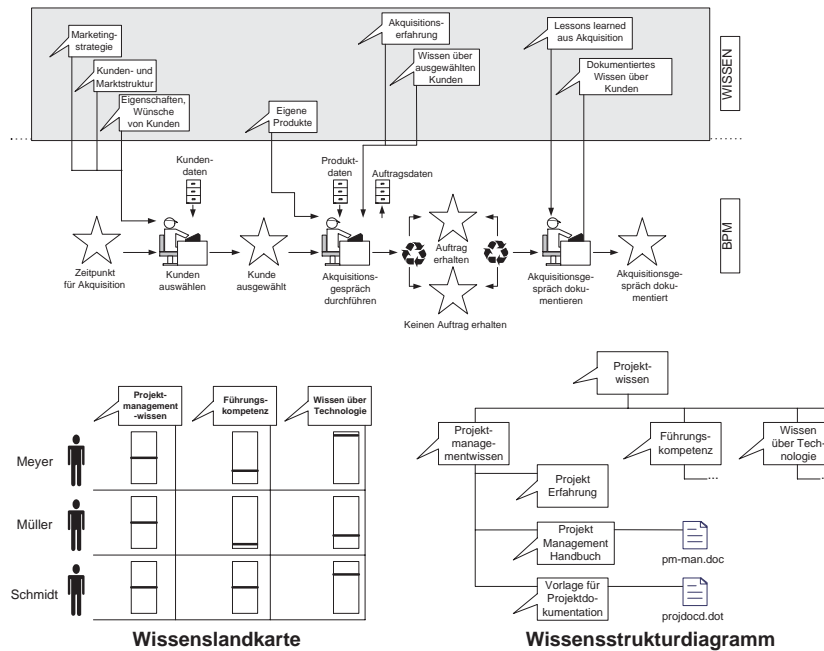 Marketing-
strategie
Kunden- und
Marktstruktur
Eigenschaften,
Wünsche
von Kunden
Eigene
Produkte
Akquisitions-
erfahrung
Wissen über
ausgewählten
Kunden
Lessons learned
aus Akquisition
Dokumentiertes
Wissen über
Kunden
WISSEN
Kunden-
daten
Produkt-
daten
Auftragsdaten
BPM
Zeitpunkt
für Akquisition
Kunden
auswählen
Kunde
ausgewählt
Akquisitions-
gespräch
durchführen
Auftrag
erhalten
Keinen Auftrag erhalten
Akquisitionsge-
spräch doku-
mentieren
Akquisitionsge-
spräch doku-
mentiert
Projekt-
management
-wissen
Führungs-
kompetenz
Wissen über
Technologie
Meyer
Müller
Schmidt
Wissenslandkarte
Projekt-
wissen
Projekt-
manage-
mentwissen
Führungs-
kompetenz
...
Wissen
über Tech-
nologie
...
Projekt
Erfahrung
Projekt
Management
Handbuch
pm-man.doc
Vorlage für
Projektdo-
kumentation
projdocd.dot
Wissensstrukturdiagramm